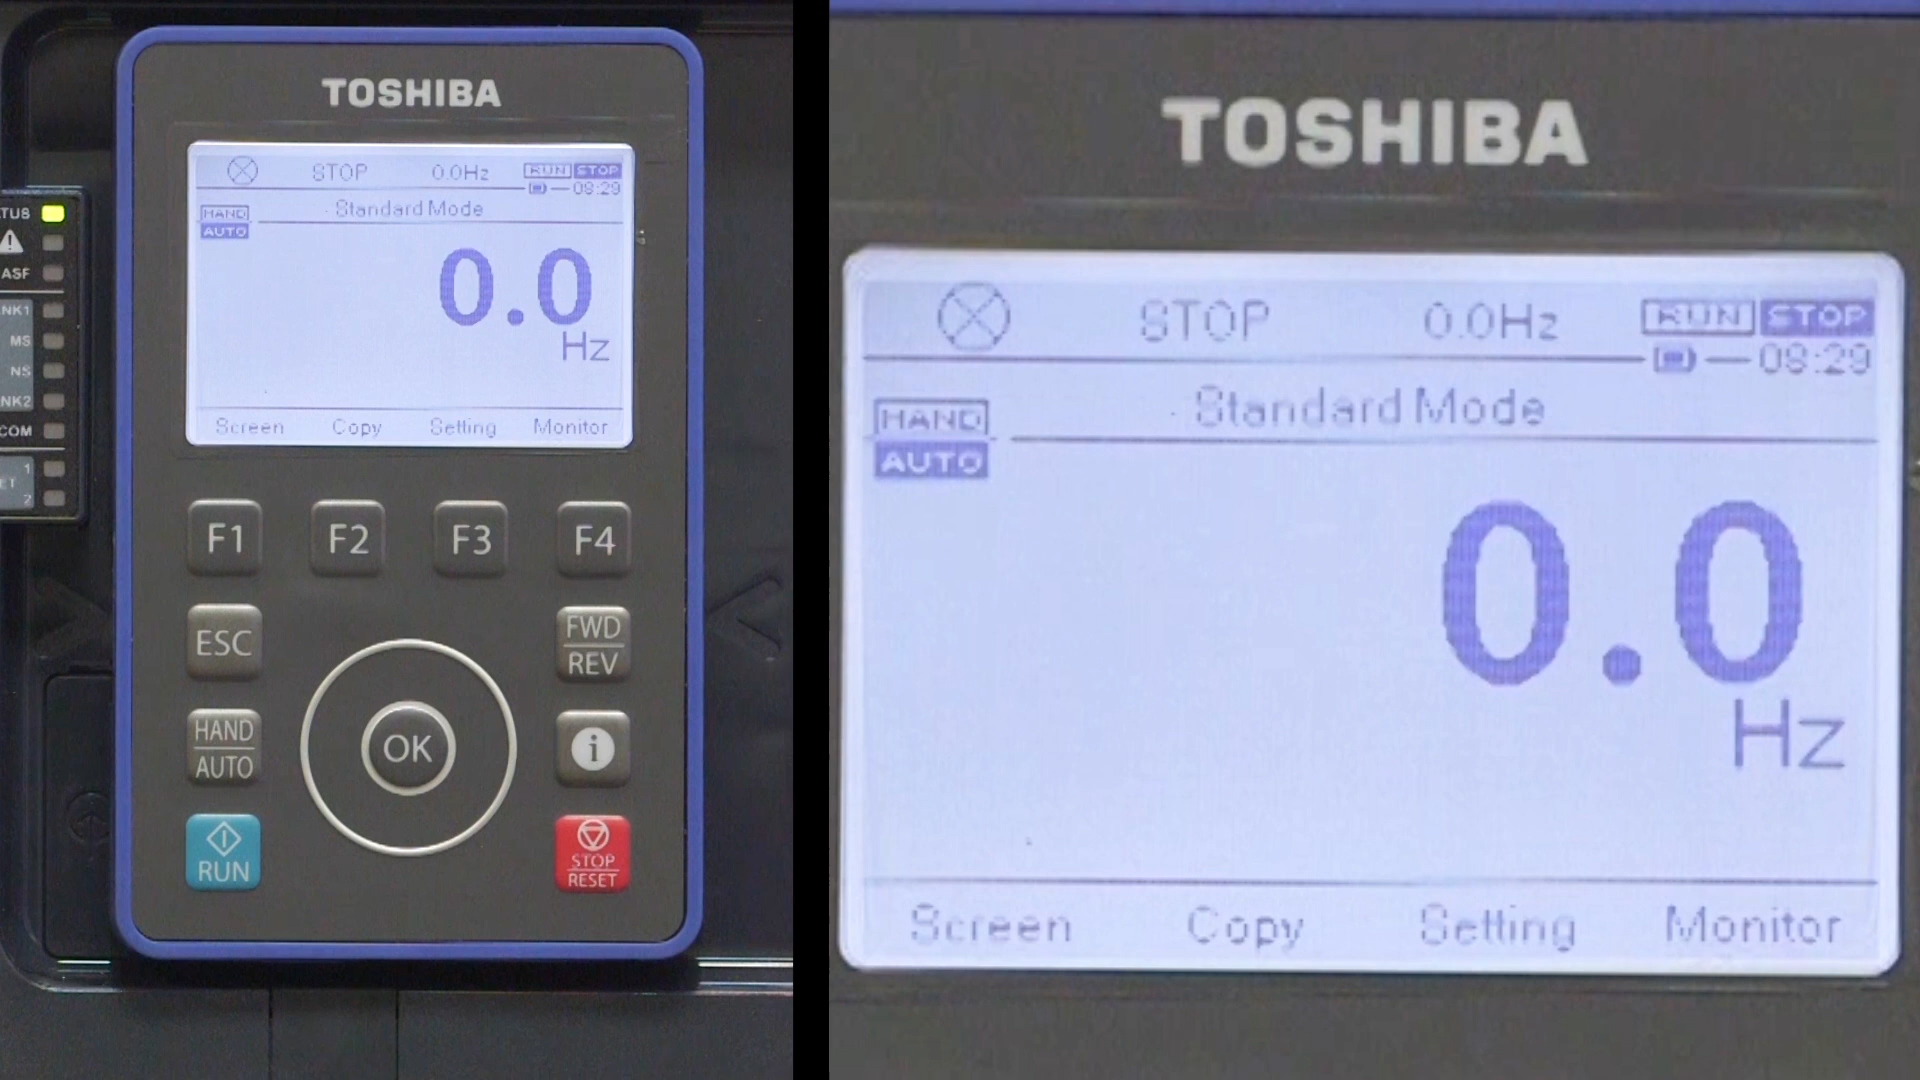 TOSHIBA
STOP 0.0Hz RUN STOP
08:29
HAND Standard Mode
AUTO
0.0
Hz
Screen Copy Setting Monitor
F1 F2 F3 F4
ESC FWD
REV
HAND
AUTO
OK
i
RUN
STOP
RESET
TUS
ASF
NK1
MS
NS
NK2
COM
1
ET
2
TOSHIBA
STOP 0.0Hz RUN STOP
08:29
HAND Standard Mode
AUTO
0.0
Hz
Screen Copy Setting Monitor